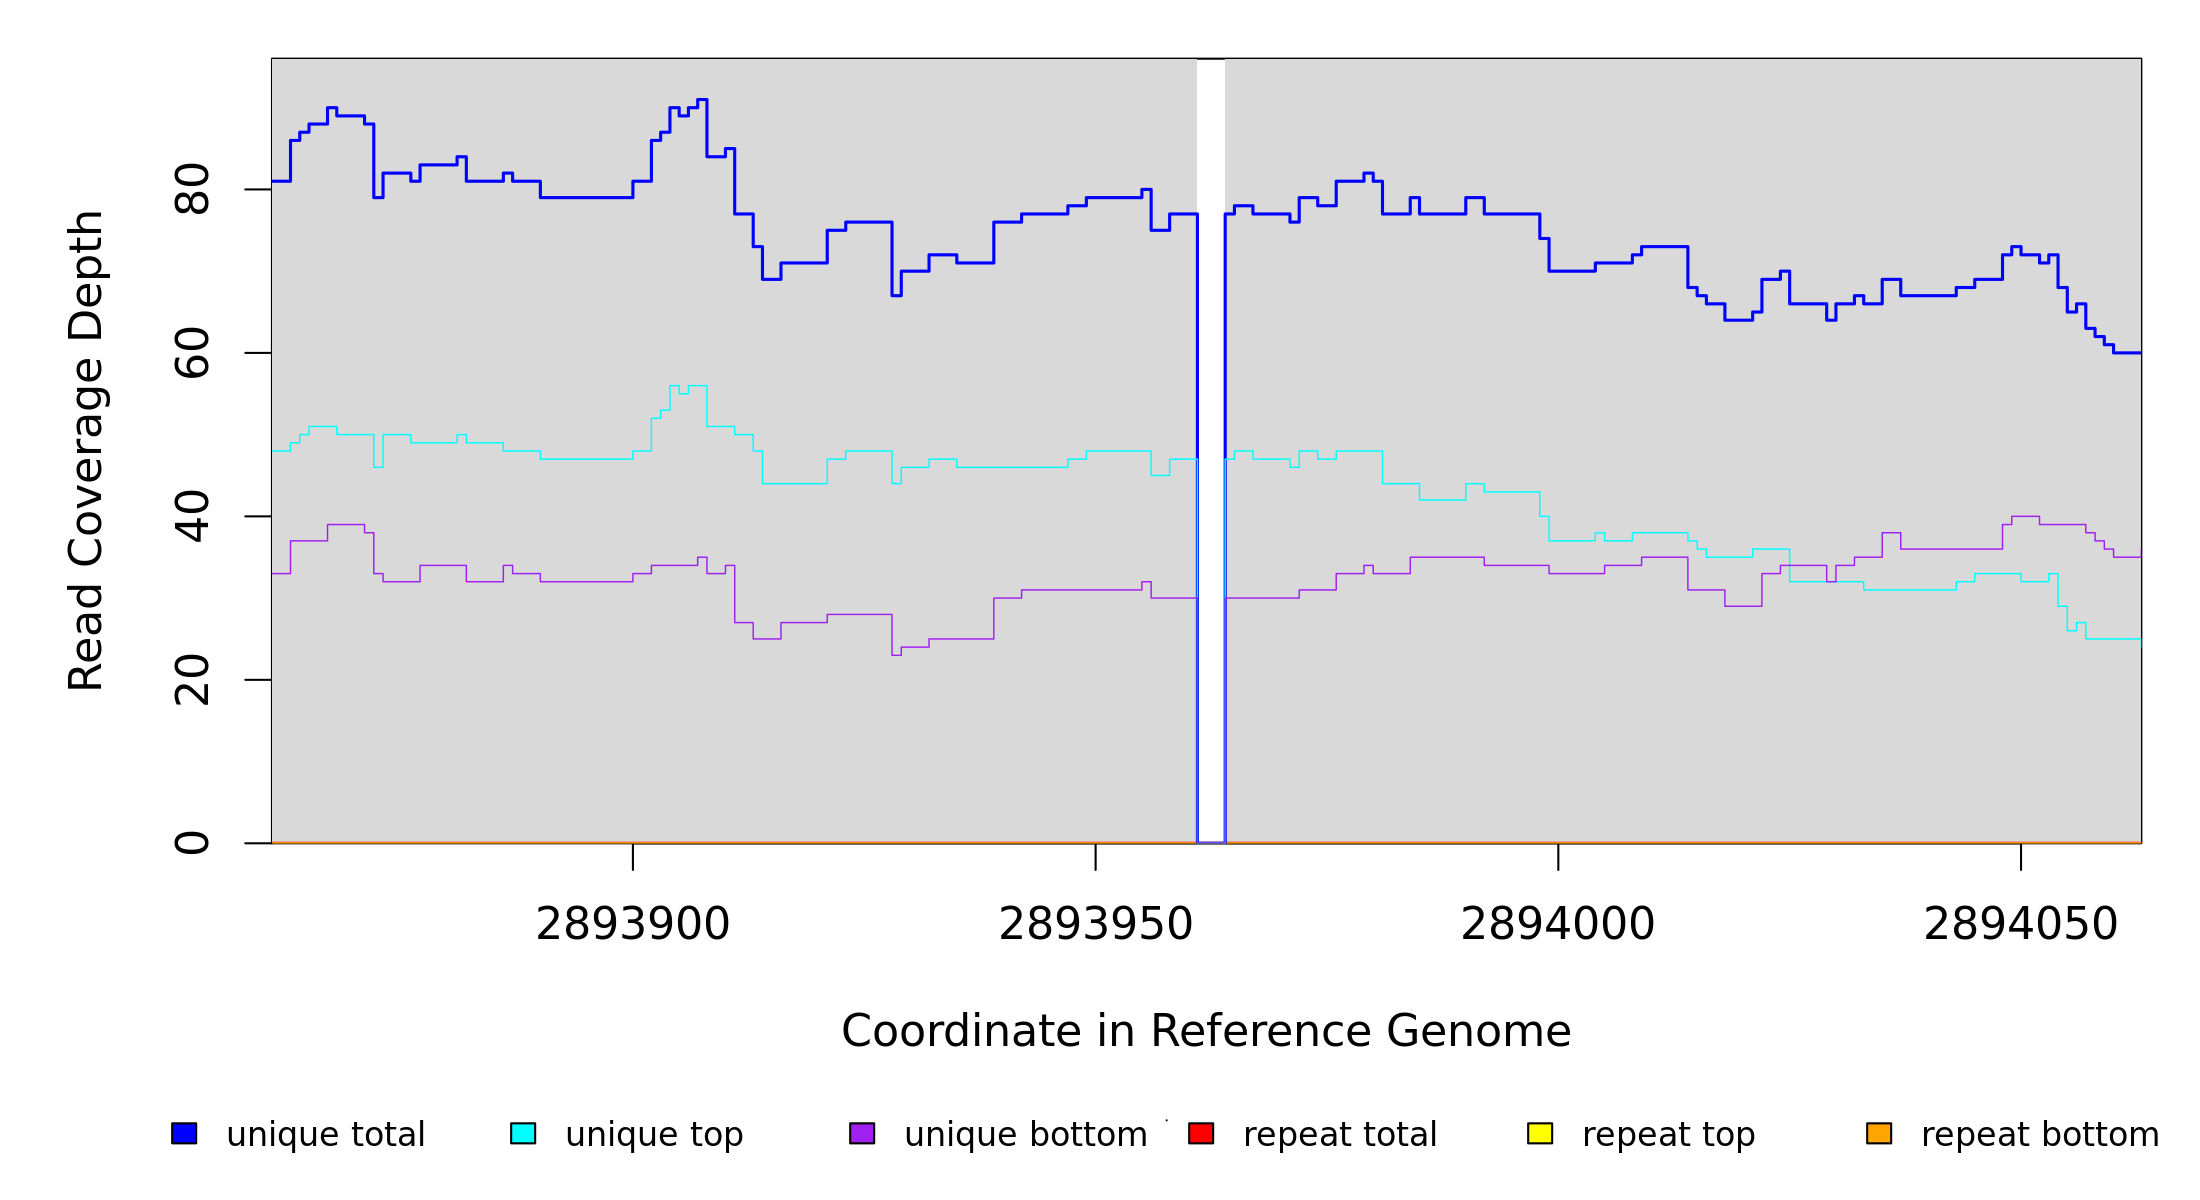 Read Coverage Depth
80
60
40
20
0
2893900 2893950 2894000 2894050
Coordinate in Reference Genome
unique total unique top unique bottom repeat total repeat top repeat bottom